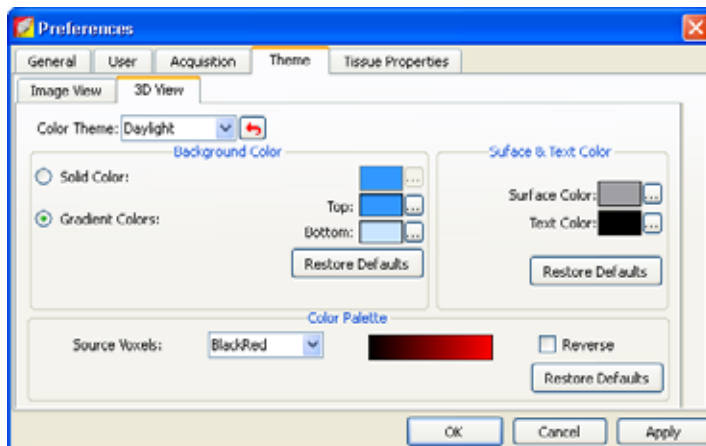 Preferences
General User Acquisition Theme Tissue Properties
Image View 3D View
Color Theme: Daylight
Background Color
Solid Color: ...
Gradient Colors:
Top: ...
Bottom: ...
Restore Defaults
Suface & Text Color
Surface Color: ...
Text Color: ...
Restore Defaults
Color Palette
Source Voxels: BlackRed Reverse
Restore Defaults
OK Cancel Apply